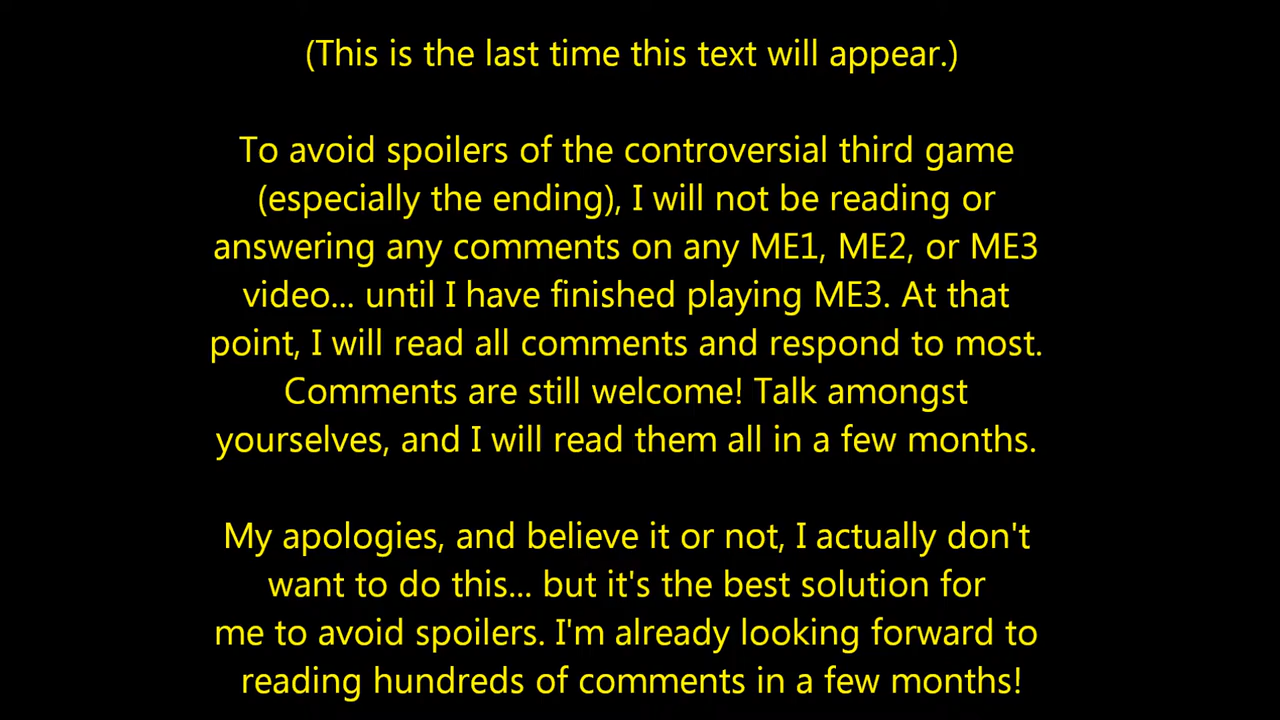 (This is the last time this text will appear.)
To avoid spoilers of the controversial third game
(especially the ending), I will not be reading or
answering any comments on any ME1, ME2, or ME3
video... until I have finished playing ME3. At that
point, I will read all comments and respond to most.
Comments are still welcome! Talk amongst
yourselves, and I will read them all in a few months.
My apologies, and believe it or not, I actually don't
want to do this... but it's the best solution for
me to avoid spoilers. I'm already looking forward to
reading hundreds of comments in a few months!